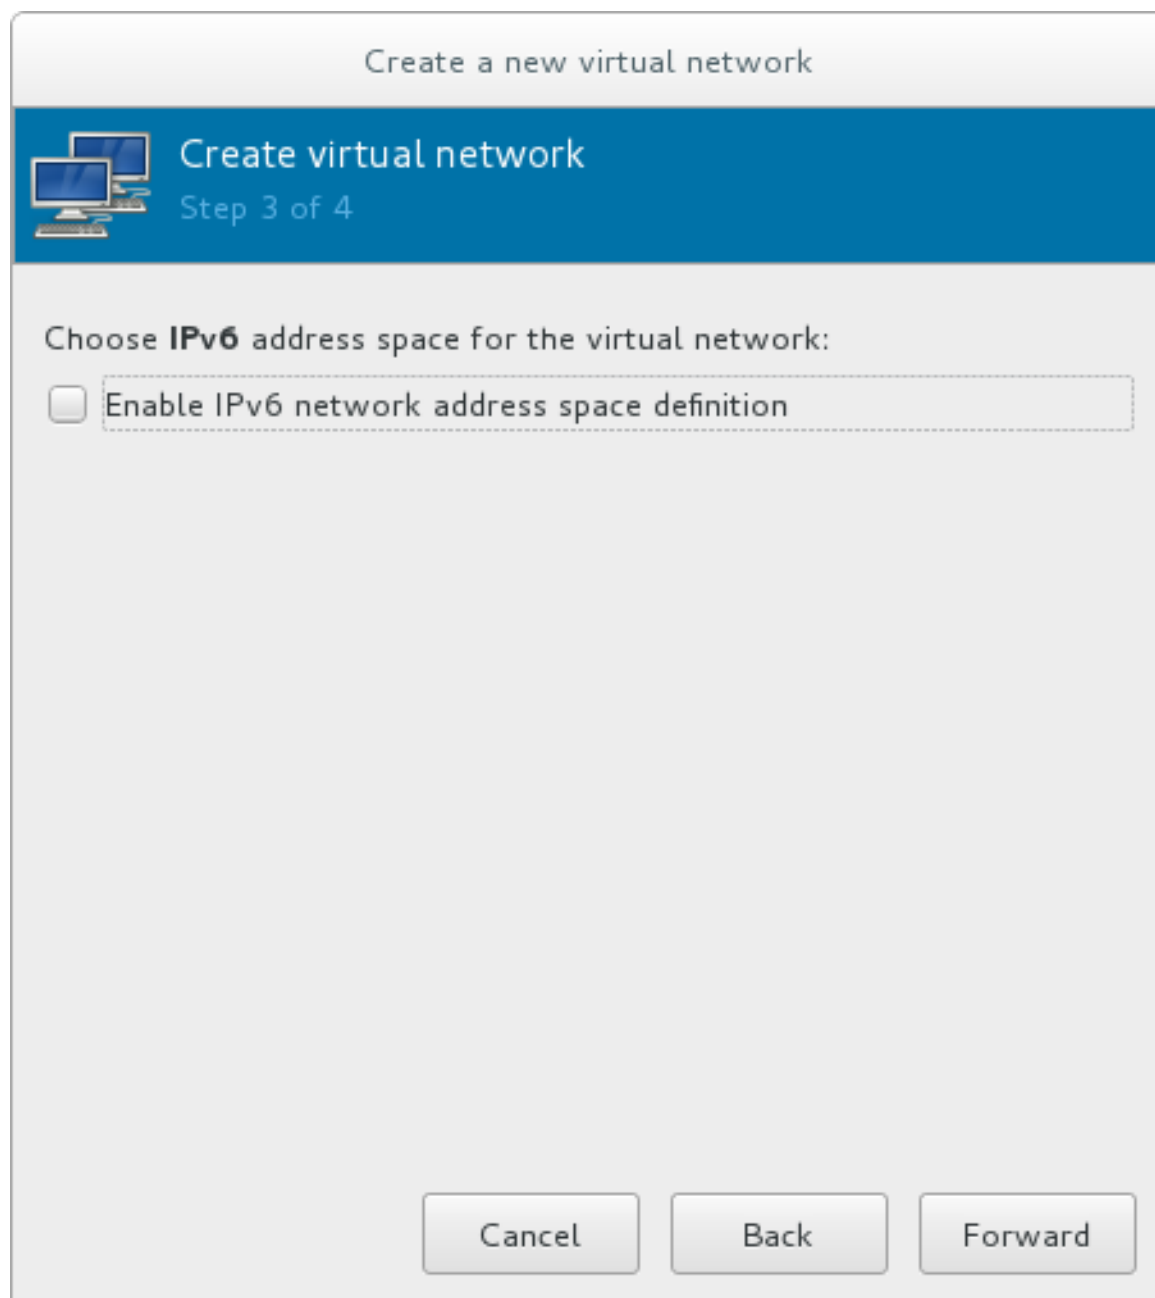 Create a new virtual network
Create virtual network
Step 3 of 4
Choose IPv6 address space for the virtual network:
Enable IPv6 network address space definition
Cancel Back Forward